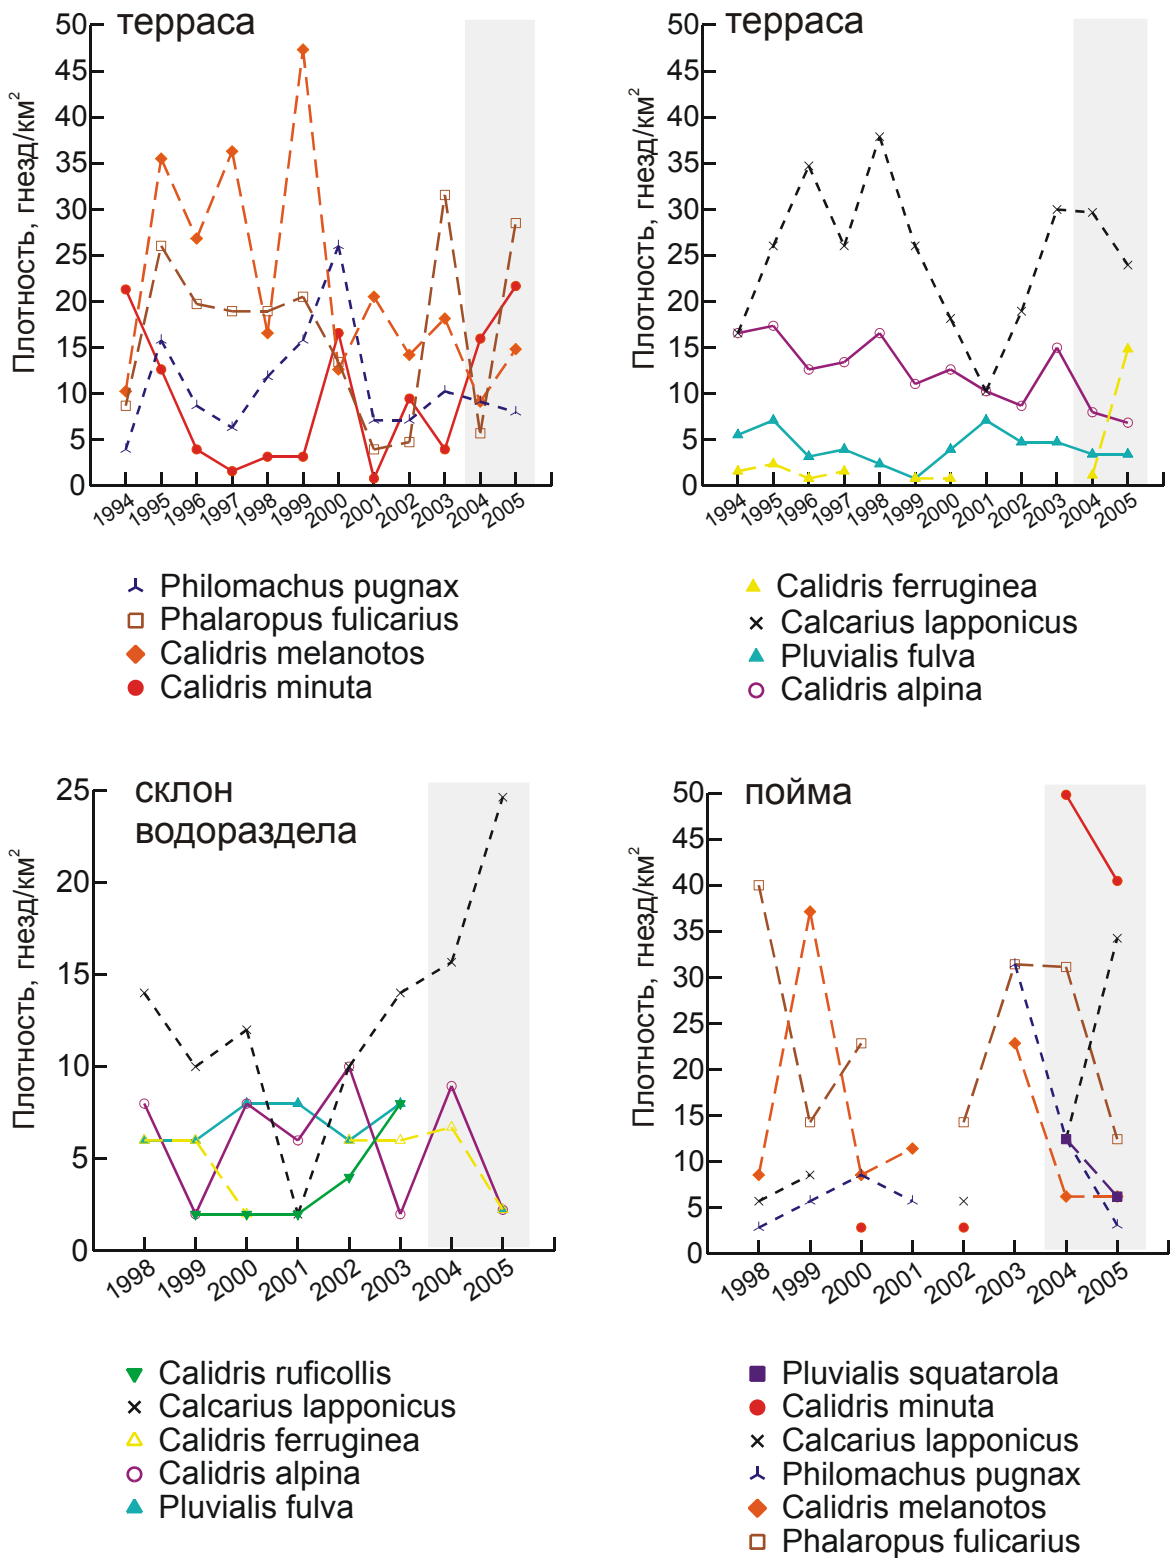 терраса
Плотность, гнезд/км²
50
45
40
35
30
25
20
15
10
5
0
1994
1995
1996
1997
1998
1999
2000
2001
2002
2003
2004
2005
Philomachus pugnax
Phalaropus fulicarius
Calidris melanotos
Calidris minuta
терраса
Плотность, гнезд/км²
50
45
40
35
30
25
20
15
10
5
0
1994
1995
1996
1997
1998
1999
2000
2001
2002
2003
2004
2005
Calidris ferruginea
Calcarius lapponicus
Pluvialis fulva
Calidris alpina
склон
водораздела
Плотность, гнезд/км²
25
20
15
10
5
0
1998
1999
2000
2001
2002
2003
2004
2005
Calidris ruficollis
Calcarius lapponicus
Calidris ferruginea
Calidris alpina
Pluvialis fulva
пойма
Плотность, гнезд/км²
50
45
40
35
30
25
20
15
10
5
0
1998
1999
2000
2001
2002
2003
2004
2005
Pluvialis squatarola
Calidris minuta
Calcarius lapponicus
Philomachus pugnax
Calidris melanotos
Phalaropus fulicarius